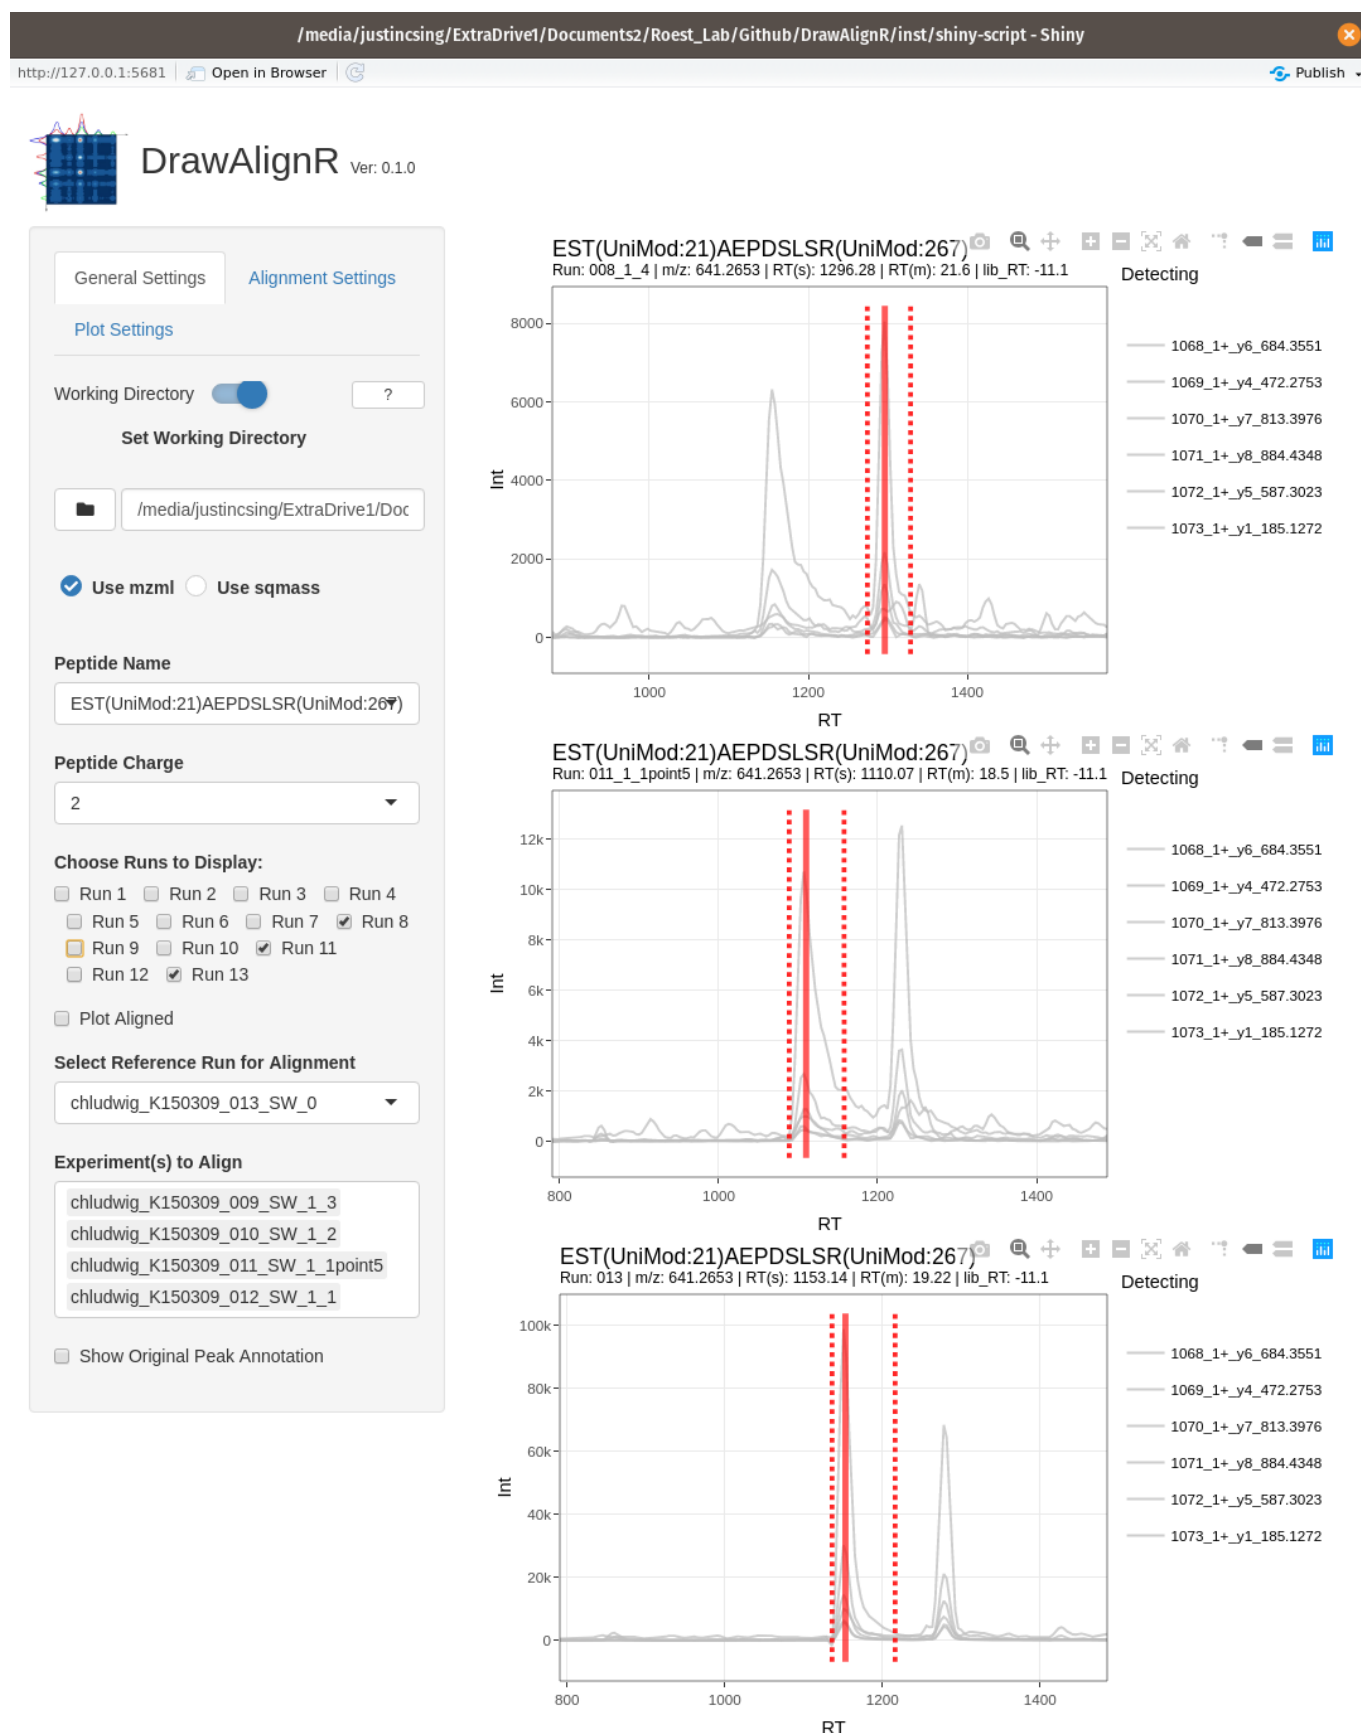 /media/justincsing/ExtraDrive1/Documents2/Roest_Lab/Github/DrawAlignR/inst/shiny-script - Shiny
http://127.0.0.1:5681 Open in Browser Publish
DrawAlignR Ver: 0.1.0
General Settings Alignment Settings
Plot Settings
Working Directory ?
Set Working Directory
/media/justincsing/ExtraDrive1/Doc
Use mzml Use sqmass
Peptide Name
EST(UniMod:21)AEPDSLSR(UniMod:267)
Peptide Charge
2
Choose Runs to Display:
Run 1 Run 2 Run 3 Run 4
Run 5 Run 6 Run 7 Run 8
Run 9 Run 10 Run 11
Run 12 Run 13
Plot Aligned
Select Reference Run for Alignment
chludwig_K150309_013_SW_0
Experiment(s) to Align
chludwig_K150309_009_SW_1_3
chludwig_K150309_010_SW_1_2
chludwig_K150309_011_SW_1_1point5
chludwig_K150309_012_SW_1_1
Show Original Peak Annotation
EST(UniMod:21)AEPDSLSR(UniMod:267)
Run: 008_1_4 | m/z: 641.2653 | RT(s): 1296.28 | RT(m): 21.6 | lib_RT: -11.1
Detecting
8000
6000
4000
2000
0
Int
1000 1200 1400
RT
1068_1+_y6_684.3551
1069_1+_y4_472.2753
1070_1+_y7_813.3976
1071_1+_y8_884.4348
1072_1+_y5_587.3023
1073_1+_y1_185.1272
EST(UniMod:21)AEPDSLSR(UniMod:267)
Run: 011_1_1point5 | m/z: 641.2653 | RT(s): 1110.07 | RT(m): 18.5 | lib_RT: -11.1
Detecting
12k
10k
8k
6k
4k
2k
0
Int
800 1000 1200 1400
RT
1068_1+_y6_684.3551
1069_1+_y4_472.2753
1070_1+_y7_813.3976
1071_1+_y8_884.4348
1072_1+_y5_587.3023
1073_1+_y1_185.1272
EST(UniMod:21)AEPDSLSR(UniMod:267)
Run: 013 | m/z: 641.2653 | RT(s): 1153.14 | RT(m): 19.22 | lib_RT: -11.1
Detecting
100k
80k
60k
40k
20k
0
Int
800 1000 1200 1400
RT
1068_1+_y6_684.3551
1069_1+_y4_472.2753
1070_1+_y7_813.3976
1071_1+_y8_884.4348
1072_1+_y5_587.3023
1073_1+_y1_185.1272